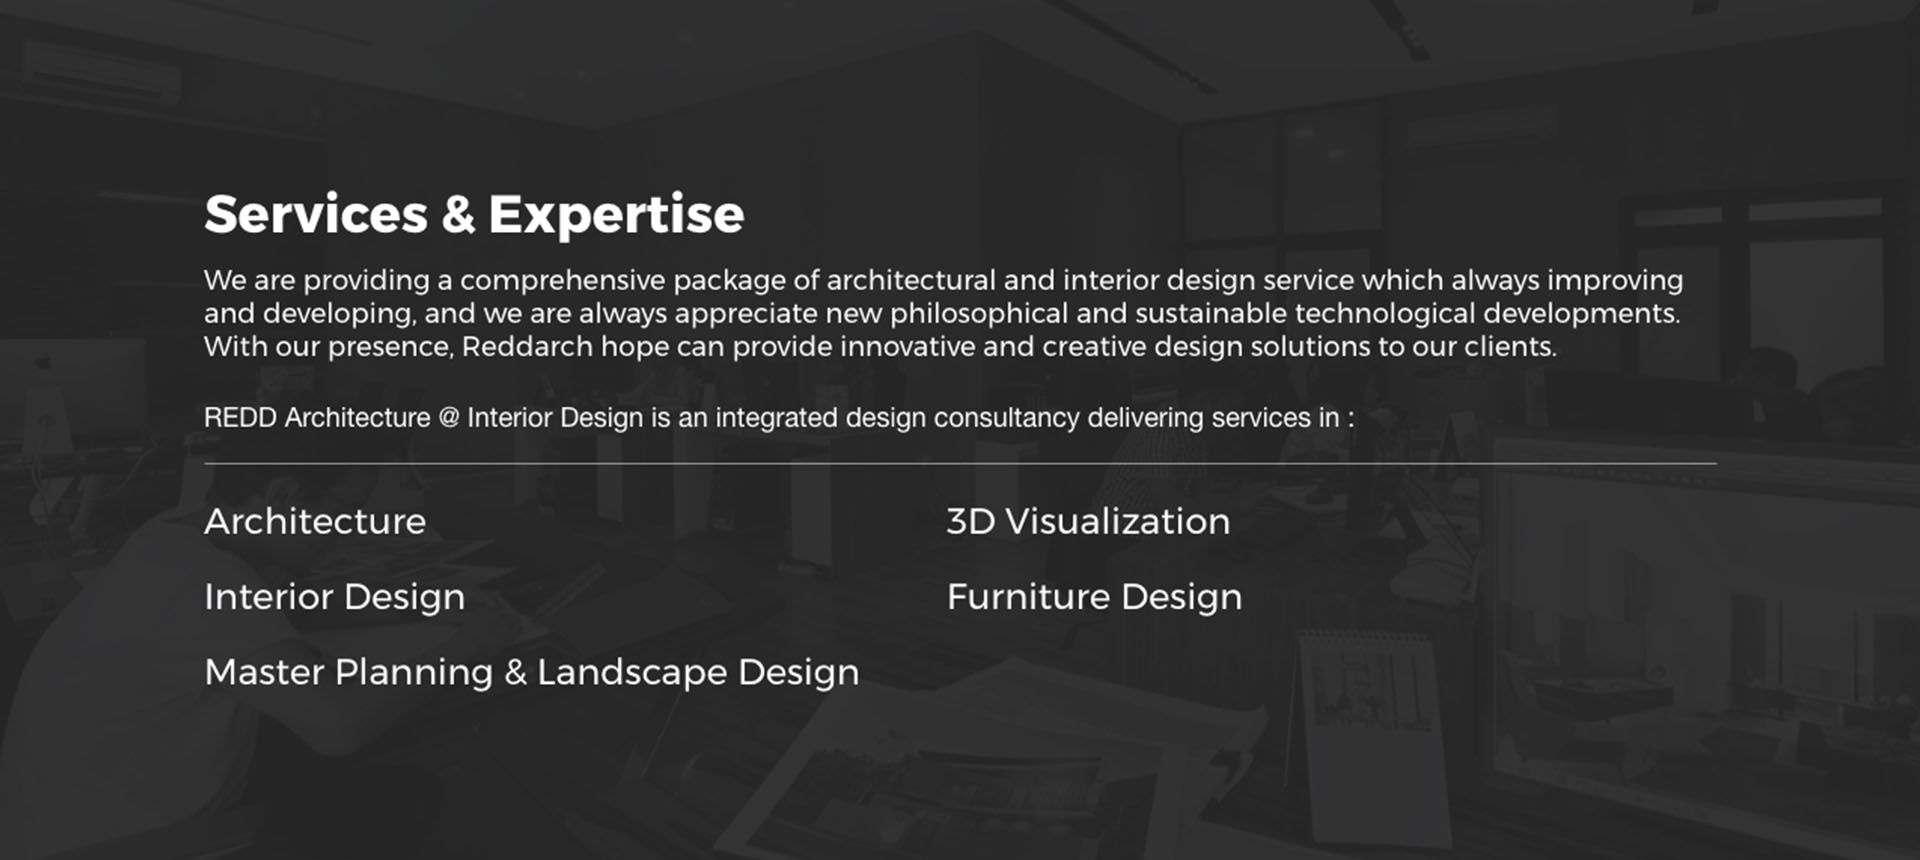 Services & Expertise
We are providing a comprehensive package of architectural and interior design service which always improving
and developing, and we are always appreciate new philosophical and sustainable technological developments.
With our presence, Reddarch hope can provide innovative and creative design solutions to our clients.
REDD Architecture @ Interior Design is an integrated design consultancy delivering services in :
Architecture
Interior Design
Master Planning & Landscape Design
3D Visualization
Furniture Design